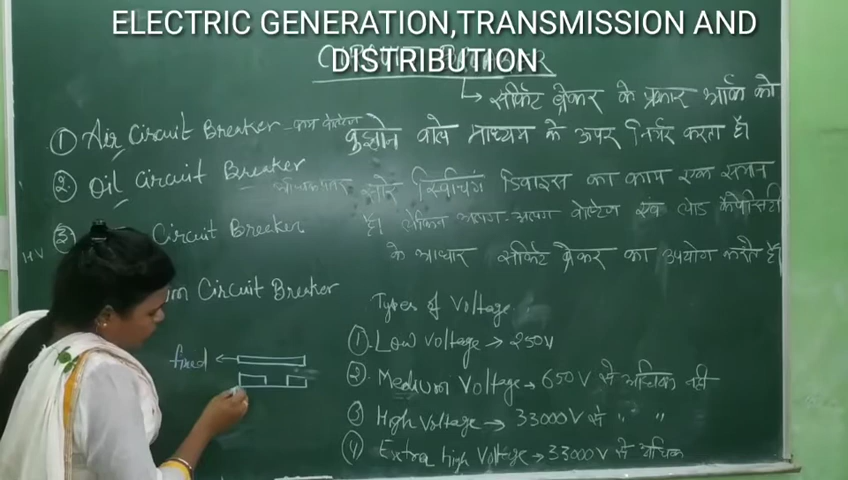 ELECTRIC GENERATION,TRANSMISSION AND
DISTRIBUTION
सर्किट ब्रेकर के प्रकार आर्क को
① Air Circuit Breaker - कम वोल्टेज
बुझाने वाले माध्यम के ऊपर निर्भर करता है।
② Oil Circuit Breaker
और स्विचिंग डिवाइस का काम एक समान
③ Circuit Breaker
है। लेकिन अलग-अलग वोल्टेज एवं लोड कैपेसिटी
HV
के आधार सर्किट ब्रेकर का उपयोग करते हैं।
Circuit Breaker
Types of Voltage
① Low Voltage → 250V
fixed
② Medium Voltage → 650V से अधिक नही
③ High Voltage → 33000V से " "
④ Extra high Voltage → 33000V से अधिक